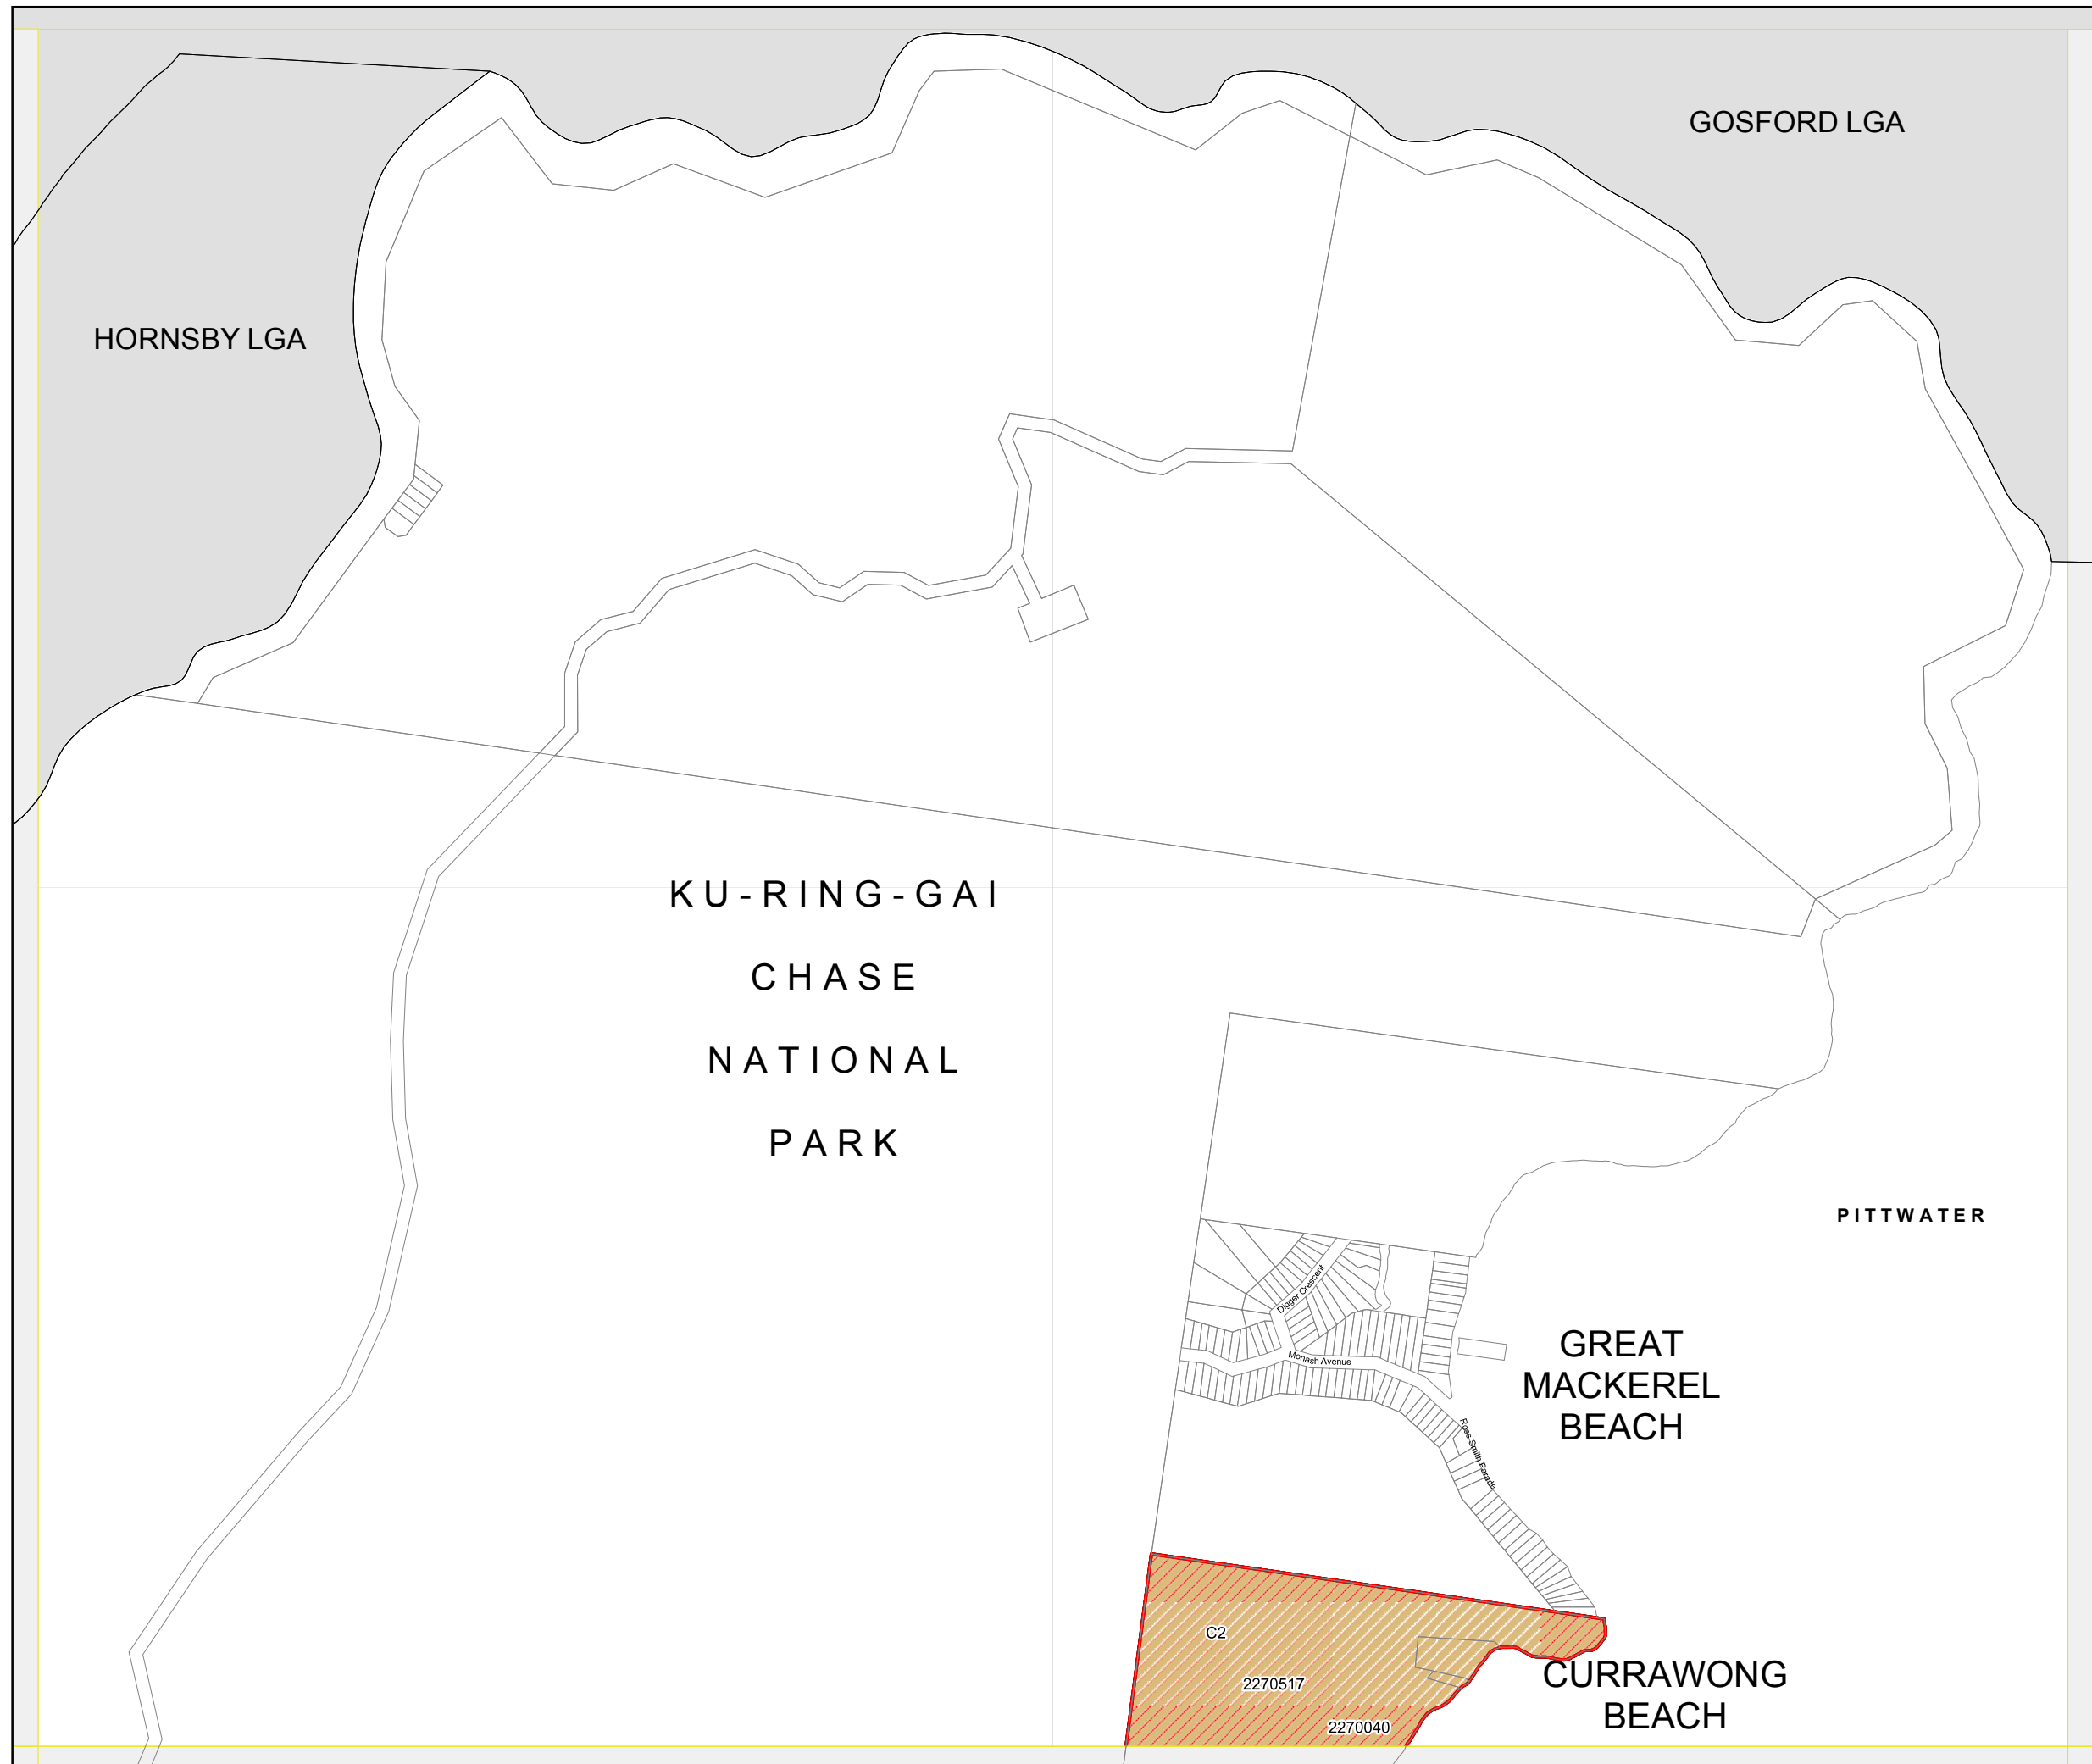 GOSFORD LGA
HORNSBY LGA
KU-RING-GAI
CHASE
NATIONAL
PARK
PITTWATER
Digger Crescent
Monash Avenue
GREAT
MACKEREL
BEACH
Ross Smith Parade
C2
2270517
2270040
CURRAWONG
BEACH